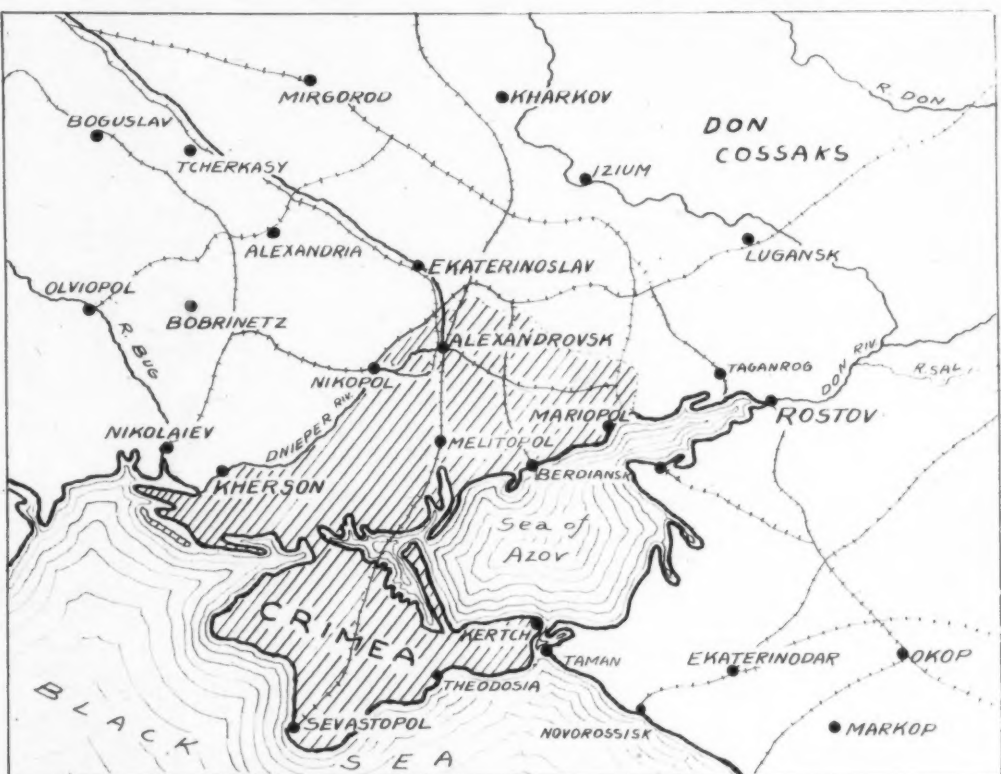 MIRGOROD
KHARKOV
R. DON
DON
COSSAKS
BOGUSLAV
TCHERKASY
IZIUM
ALEXANDRIA
LUGANSK
EKATERINOSLAV
OLVIOPOL
BOBRINETZ
R. BUG
ALEXANDROVSK
NIKOPOL
TAGANROG
DON RIV.
R. SAL
ROSTOV
MARIOPOL
DNIEPER RIV.
NIKOLAIEV
MELITOPOL
KHERSON
BERDIANSK
Sea of
Azov
CRIMEA
KERTCH
TAMAN
EKATERINODAR
OKOP
THEODOSIA
SEVASTOPOL
NOVOROSSISK
MARKOP
BLACK
SEA